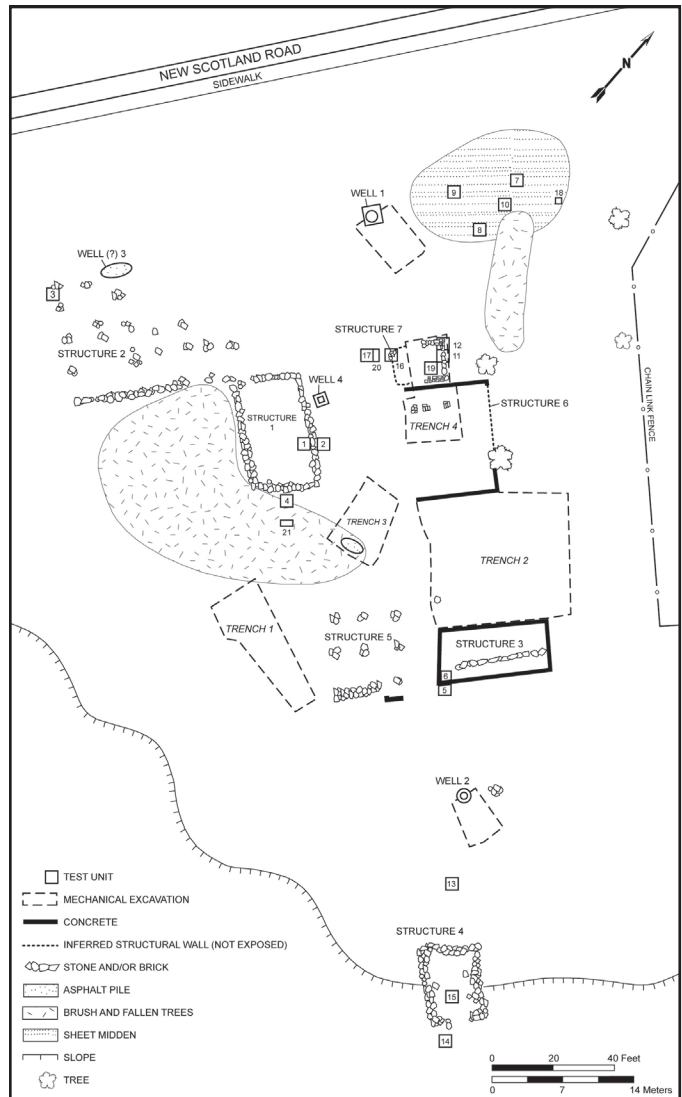 NEW SCOTLAND ROAD
SIDEWALK
N
7
9
18
10
8
WELL 1
WELL (?) 3
3
STRUCTURE 2
STRUCTURE 7
12
11
17
16
20
19
STRUCTURE 6
WELL 4
STRUCTURE
1
TRENCH 4
1
2
4
21
TRENCH 3
CHAIN LINK FENCE
TRENCH 2
TRENCH 1
STRUCTURE 5
STRUCTURE 3
6
5
WELL 2
13
STRUCTURE 4
15
14
TEST UNIT
MECHANICAL EXCAVATION
CONCRETE
INFERRED STRUCTURAL WALL (NOT EXPOSED)
STONE AND/OR BRICK
ASPHALT PILE
BRUSH AND FALLEN TREES
SHEET MIDDEN
SLOPE
TREE
0 20 40 Feet
0 7 14 Meters